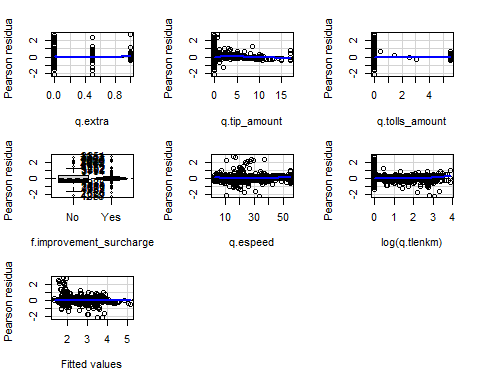 Pearson residua
-2 0 2
0.0 0.4 0.8
q.extra
Pearson residua
-2 0 2
0 5 10 15
q.tip_amount
Pearson residua
-2 0 2
0 2 4
q.tolls_amount
Pearson residua
-2 0 2
No Yes
f.improvement_surcharge
Pearson residua
-2 0 2
10 30 50
q.espeed
Pearson residua
-2 0 2
0 1 2 3 4
log(q.tlenkm)
Pearson residua
-2 0 2
2 3 4 5
Fitted values